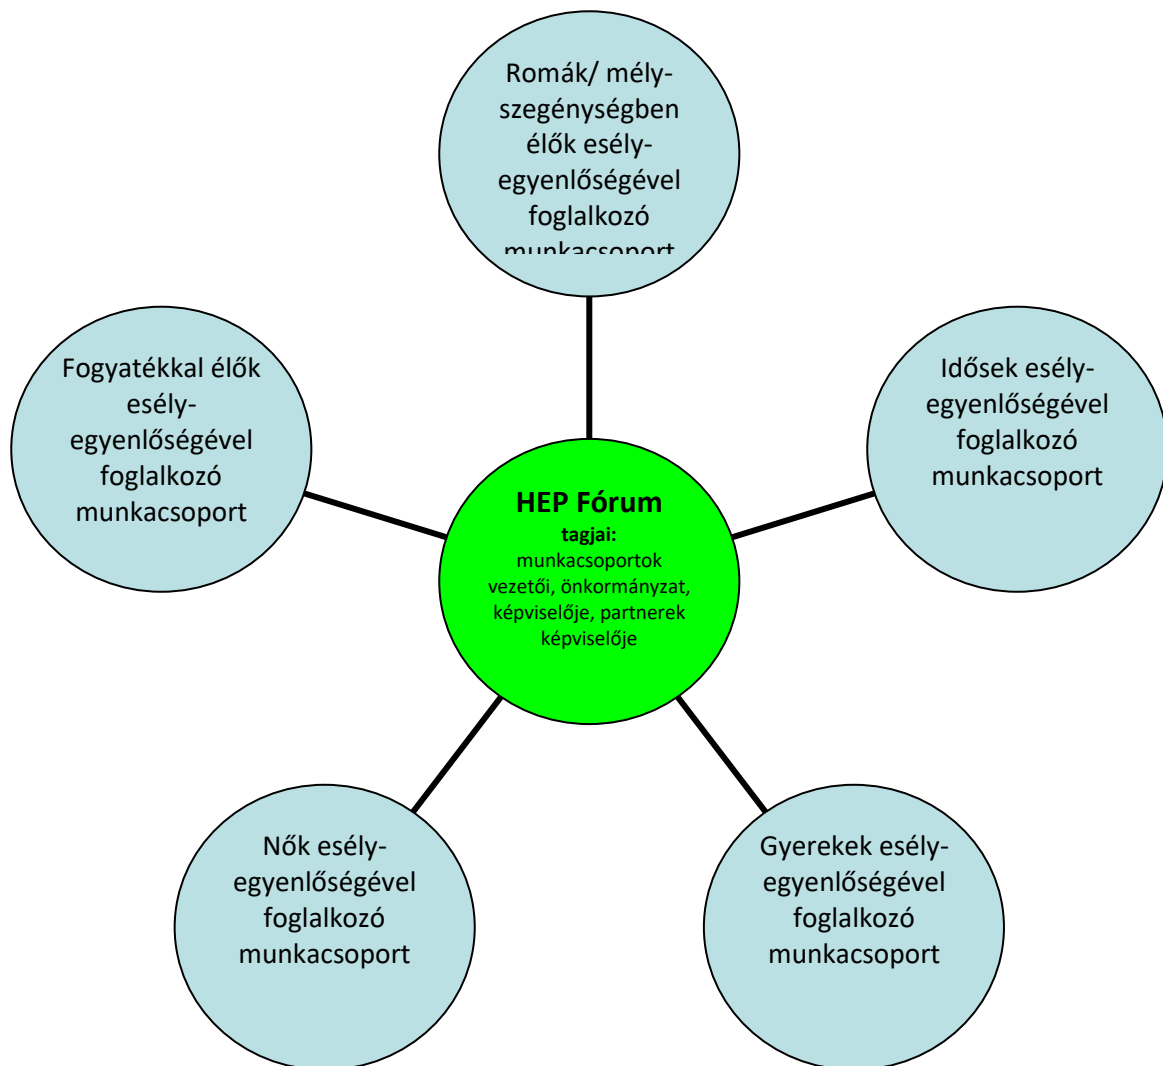 Romák/ mély-
szegénységben
élők esély-
egyenlőségével
foglalkozó
munkacsoport
Fogyatékkal élők
esély-
egyenlőségével
foglalkozó
munkacsoport
Idősek esély-
egyenlőségével
foglalkozó
munkacsoport
HEP Fórum
tagjai:
munkacsoportok
vezetői, önkormányzat,
képviselője, partnerek
képviselője
Nők esély-
egyenlőségével
foglalkozó
munkacsoport
Gyerekek esély-
egyenlőségével
foglalkozó
munkacsoport